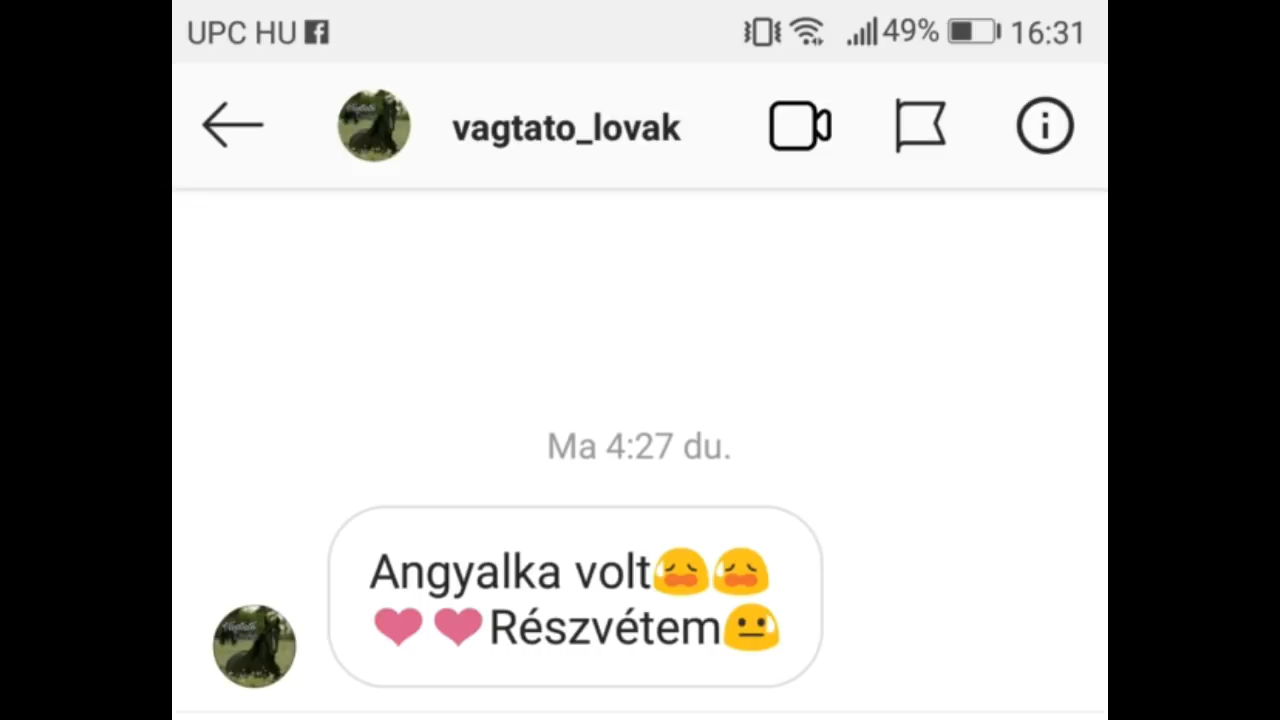 UPC HU 49% 16:31
vagtato_lovak
Ma 4:27 du.
Angyalka volt😩😩
❤❤Részvétem😐